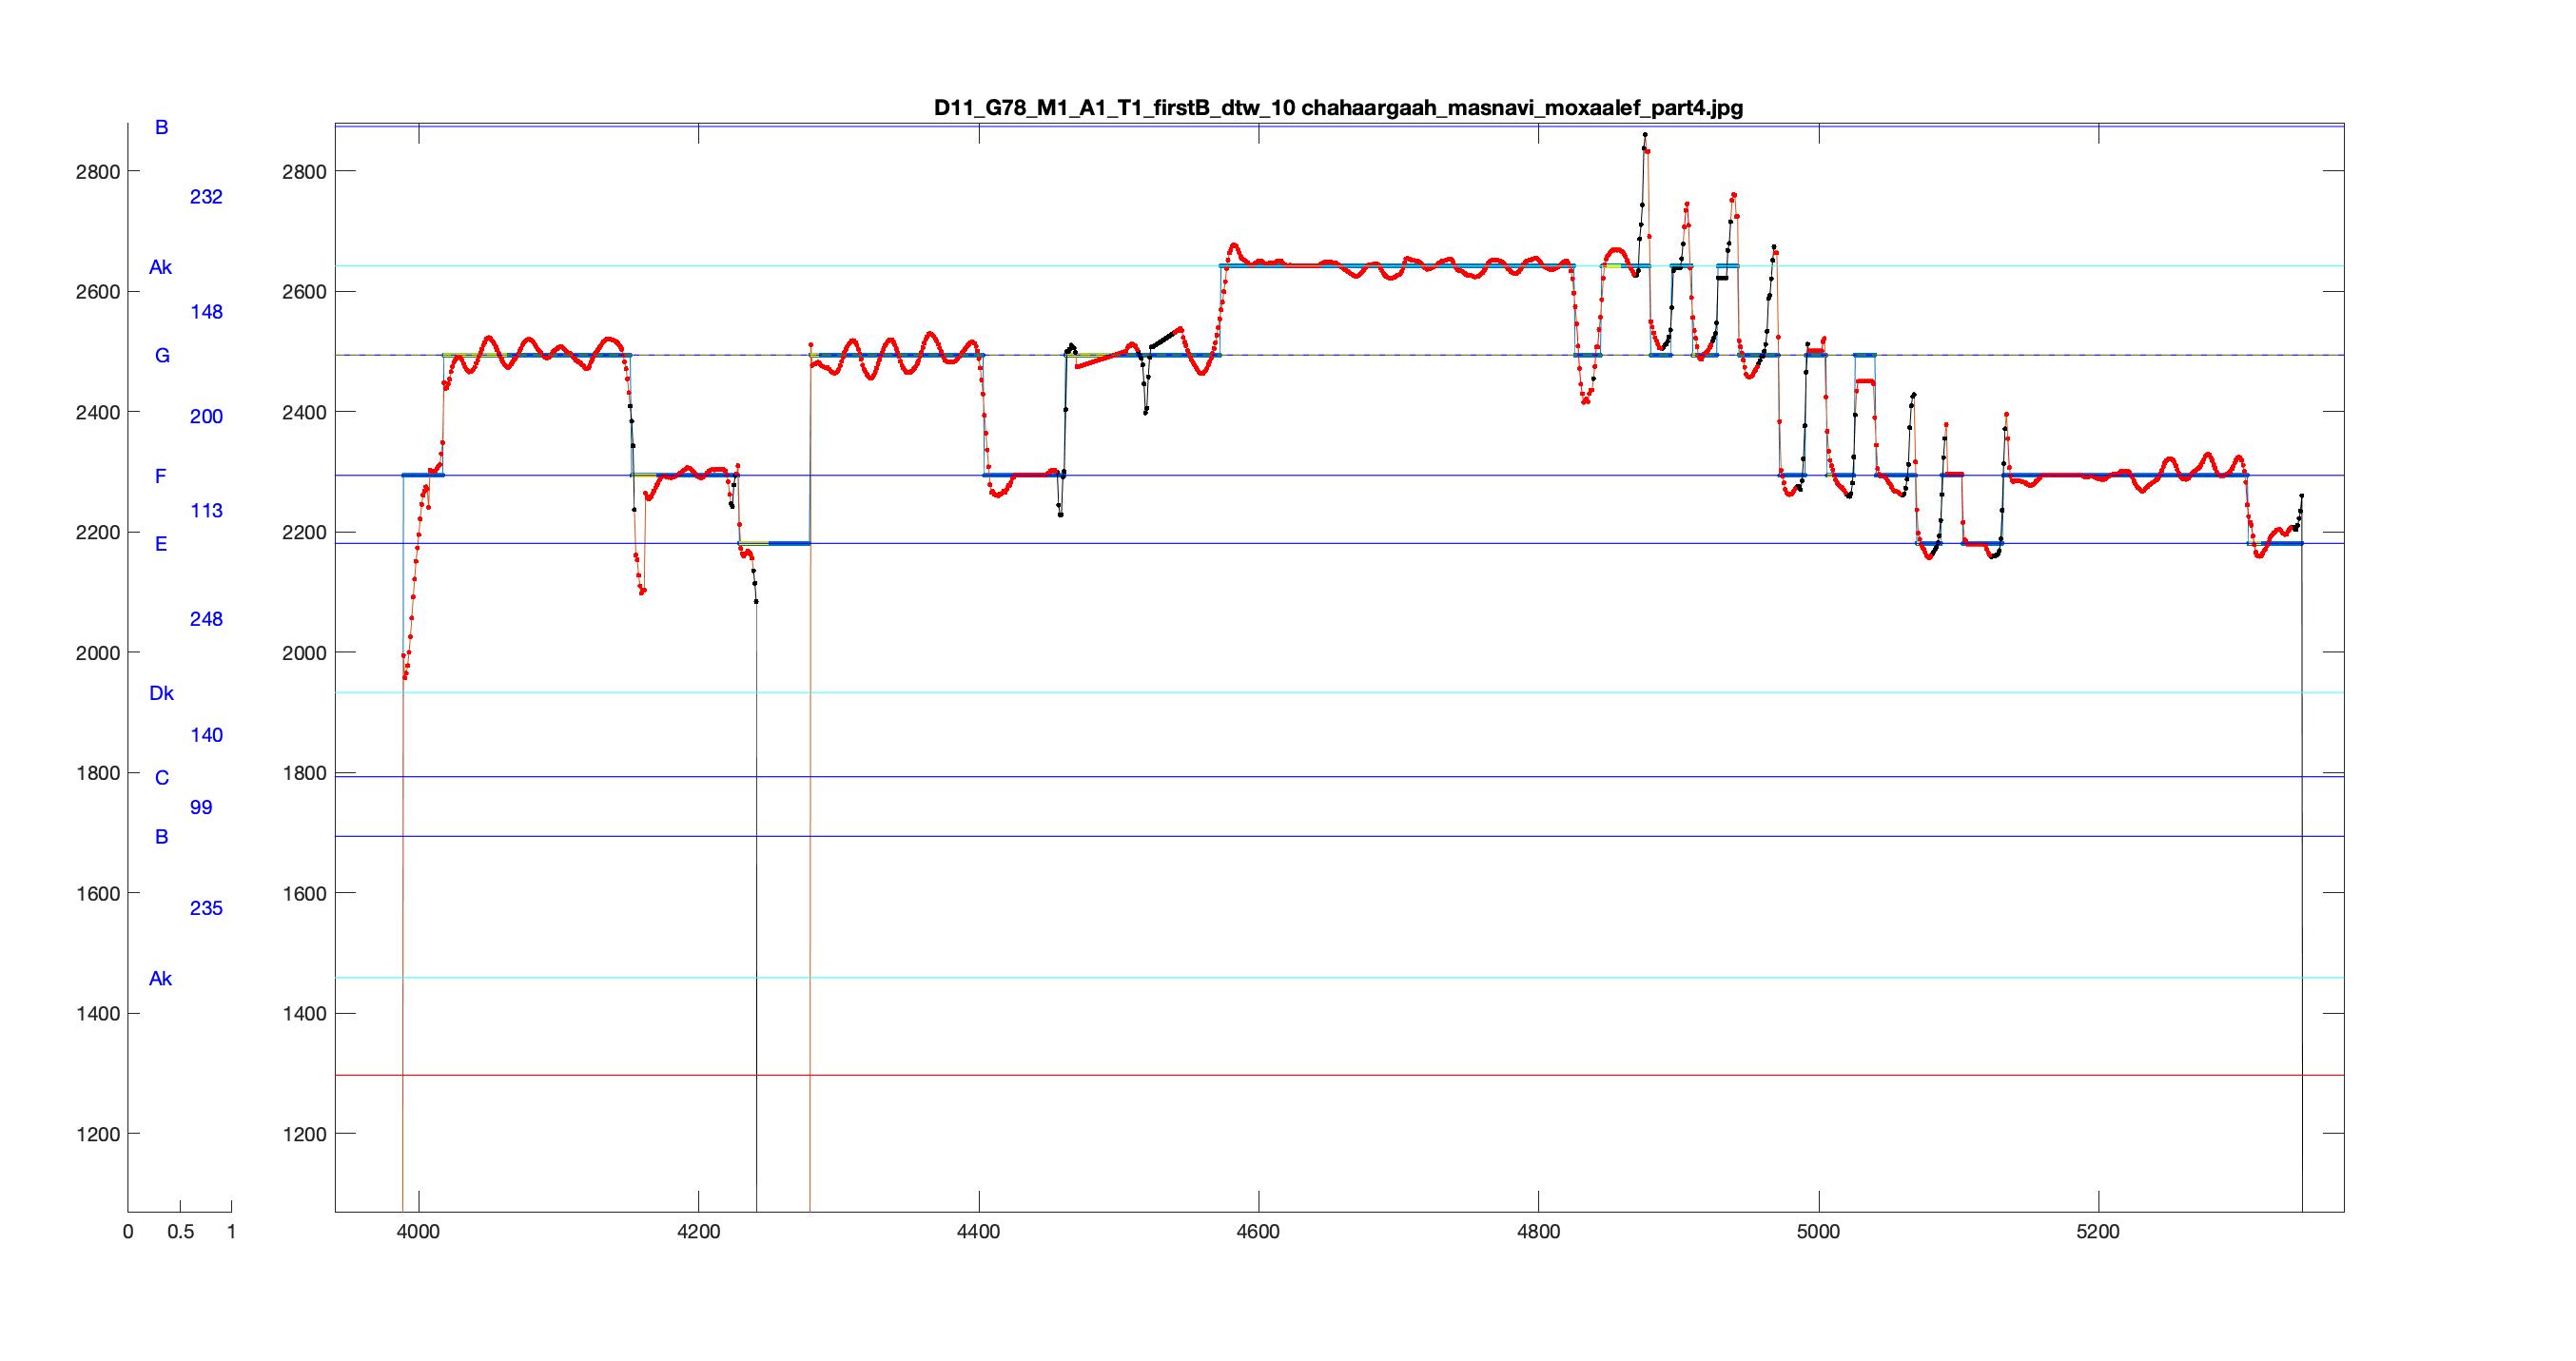 D11_G78_M1_A1_T1_firstB_dtw_10 chahaargaah_masnavi_moxaalef_part4.jpg
B
2800 2800
232
Ak
2600 2600
148
G
200
2400 2400
F
113
2200 2200
E
248
2000 2000
Dk
140
1800 1800
C
99
B
1600 1600
235
Ak
1400 1400
1200 1200
0 0.5 1 4000 4200 4400 4600 4800 5000 5200